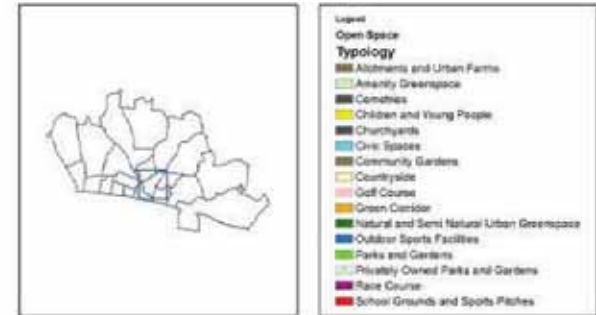 Legend
Open Space
Typology
Allotments and Urban Farms
Amenity Greenspace
Cemetries
Children and Young People
Churchyards
Civic Spaces
Community Gardens
Countryside
Golf Course
Green Corridor
Natural and Semi Natural Urban Greenspace
Outdoor Sports Facilities
Parks and Gardens
Privately Owned Parks and Gardens
Race Course
School Grounds and Sports Pitches